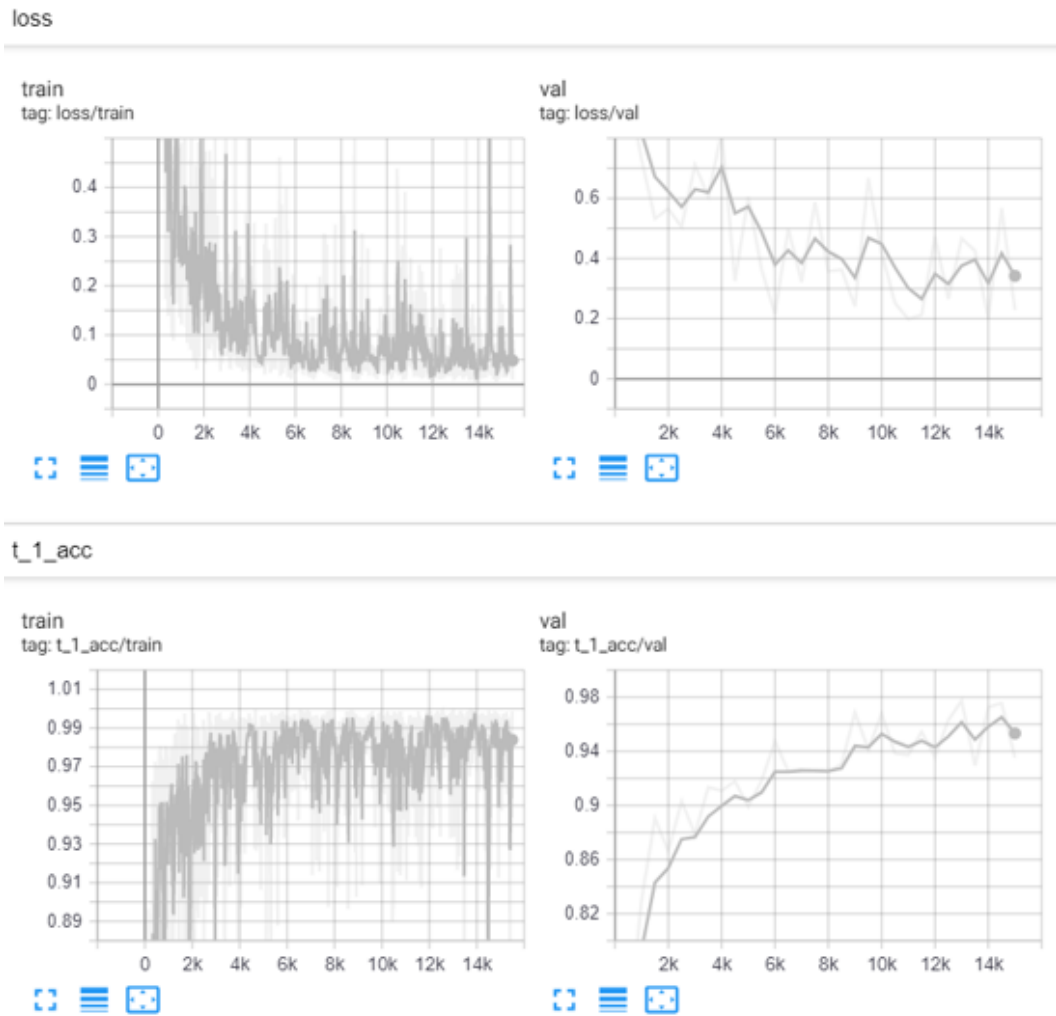 loss
train
tag: loss/train
val
tag: loss/val
0.4
0.3
0.2
0.1
0
0 2k 4k 6k 8k 10k 12k 14k
0.6
0.4
0.2
0
2k 4k 6k 8k 10k 12k 14k
t_1_acc
train
tag: t_1_acc/train
val
tag: t_1_acc/val
1.01
0.99
0.97
0.95
0.93
0.91
0.89
0 2k 4k 6k 8k 10k 12k 14k
0.98
0.94
0.9
0.86
0.82
2k 4k 6k 8k 10k 12k 14k